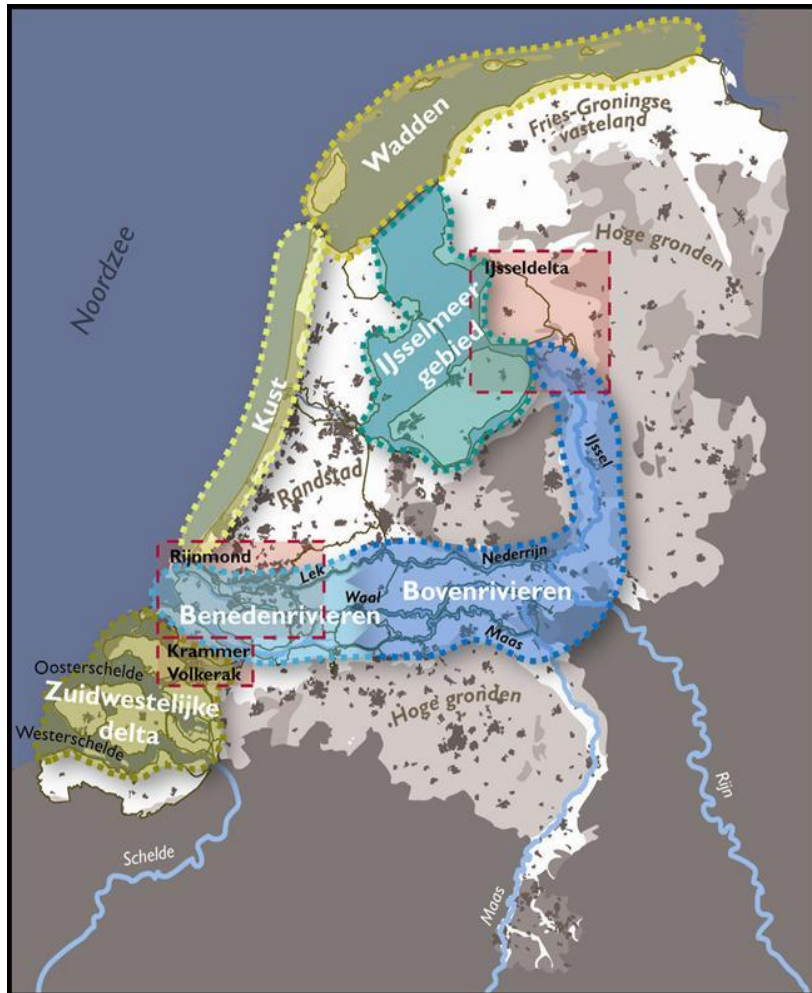 Wadden
Fries-Groningse
vasteland
Noordzee
Hoge gronden
IJsseldelta
IJsselmeer
gebied
Kust
IJssel
Randstad
Rijnmond
Nederrijn
Lek
Waal
Bovenrivieren
Benedenrivieren
Maas
Krammer
Volkerak
Oosterschelde
Zuidwestelijke
delta
Westerschelde
Hoge gronden
Rijn
Schelde
Maas